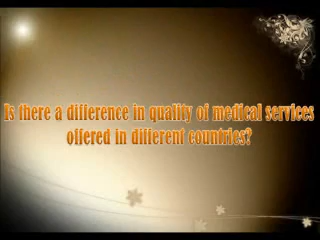 Is there a difference in quality of medical services
offered in different countries?